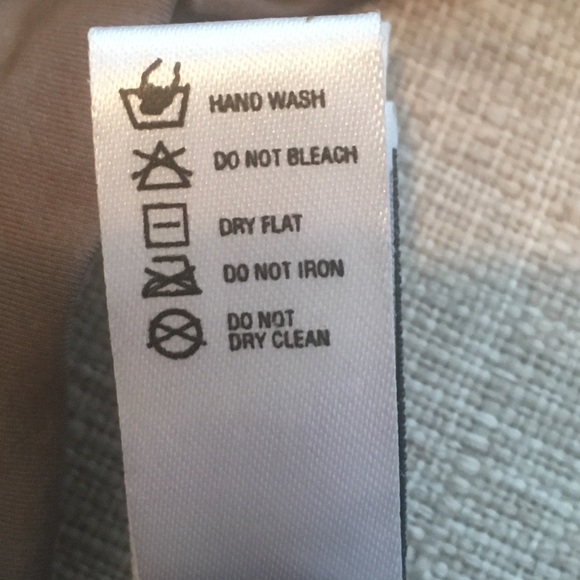 HAND WASH
DO NOT BLEACH
DRY FLAT
DO NOT IRON
DO NOT
DRY CLEAN